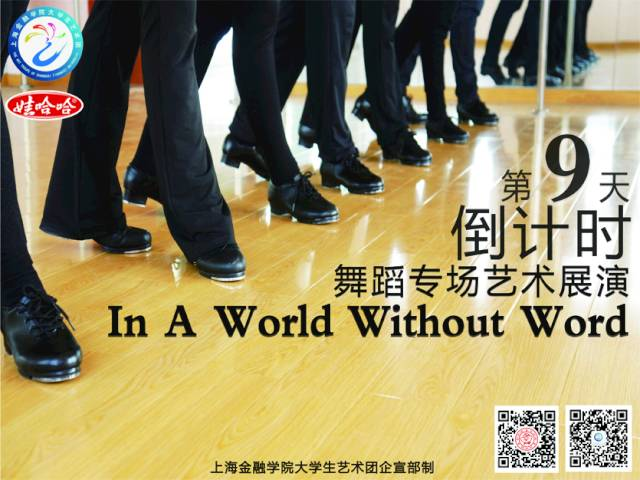 上海金融学院大学生艺术团
娃哈哈
第9天
倒计时
舞蹈专场艺术展演
In A World Without Word
上海金融学院大学生艺术团企宣部制